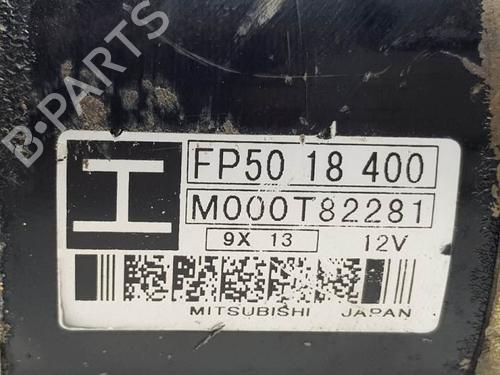 H
FP50 18 400
M000T82281
9X 13 12V
MITSUBISHI JAPAN
B-PARTS